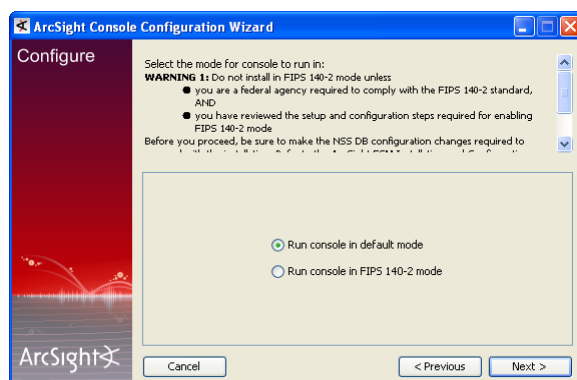 ArcSight Console Configuration Wizard
Configure
Select the mode for console to run in:
WARNING 1: Do not install in FIPS 140-2 mode unless
● you are a federal agency required to comply with the FIPS 140-2 standard,
AND
● you have reviewed the setup and configuration steps required for enabling
FIPS 140-2 mode
Before you proceed, be sure to make the NSS DB configuration changes required to
Run console in default mode
Run console in FIPS 140-2 mode
ArcSight
Cancel
< Previous
Next >